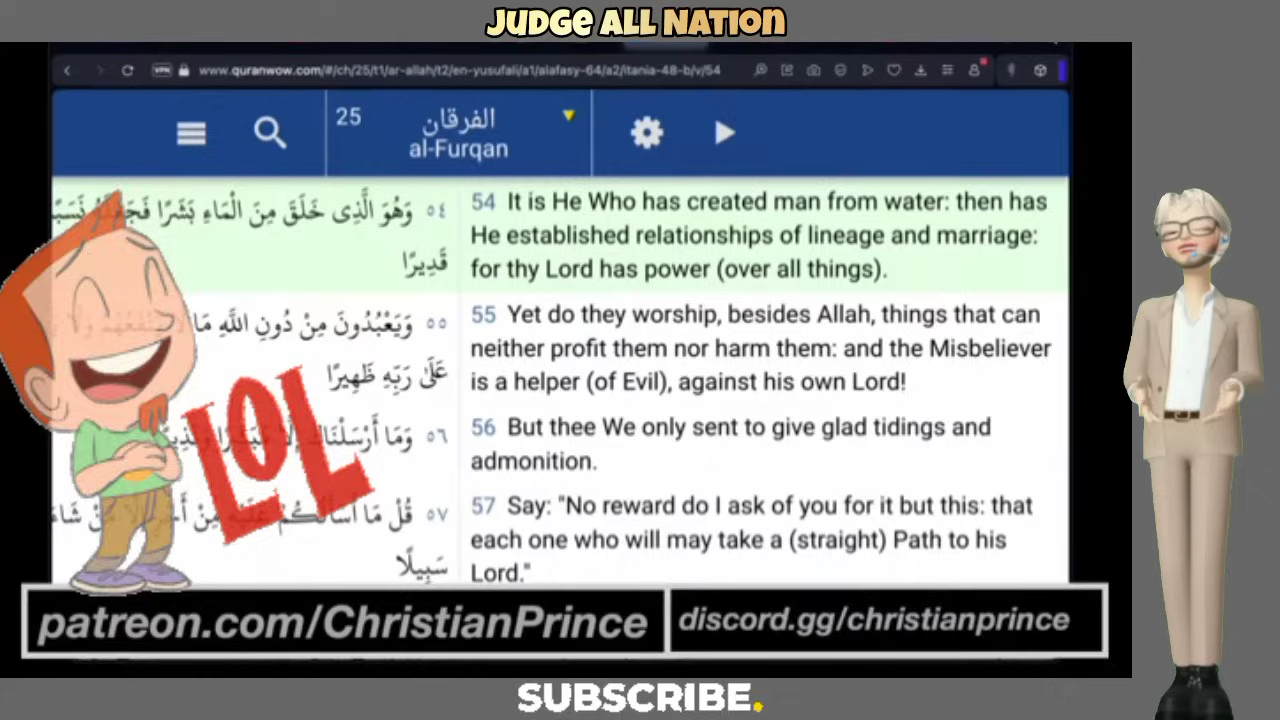 JUDGE ALL NATION
www.quranwow.com/#/ch/25/t1/ar-allah/t2/en-yusufali/a1/alafasy-64/a2/itania-48-b/v/54
25
الفرقان
al-Furqan
٥٤ وَهُوَ الَّذِى خَلَقَ مِنَ الْمَاءِ بَشَرًا
قَدِيرًا
54 It is He Who has created man from water: then has
He established relationships of lineage and marriage:
for thy Lord has power (over all things).
٥٥ وَيَعْبُدُونَ مِنْ دُونِ اللَّهِ مَا
عَلَىٰ رَبِّهِ ظَهِيرًا
55 Yet do they worship, besides Allah, things that can
neither profit them nor harm them: and the Misbeliever
is a helper (of Evil), against his own Lord!
٥٦ وَمَا أَرْسَلْنَاكَ
56 But thee We only sent to give glad tidings and
admonition.
٥٧ قُلْ مَا أَسْأَلُكُمْ عَلَيْهِ مِنْ
سَبِيلًا
57 Say: "No reward do I ask of you for it but this: that
each one who will may take a (straight) Path to his
Lord."
LOL
patreon.com/ChristianPrince
discord.gg/christianprince
SUBSCRIBE.